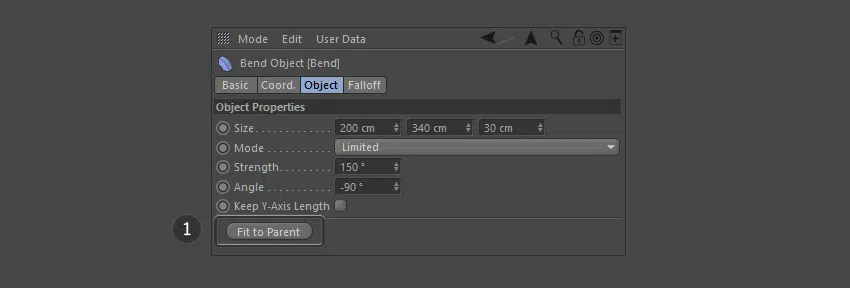 Mode Edit User Data
Bend Object [Bend]
Basic Coord. Object Falloff
Object Properties
Size 200 cm 340 cm 30 cm
Mode Limited
Strength 150 °
Angle -90 °
Keep Y-Axis Length
1 Fit to Parent